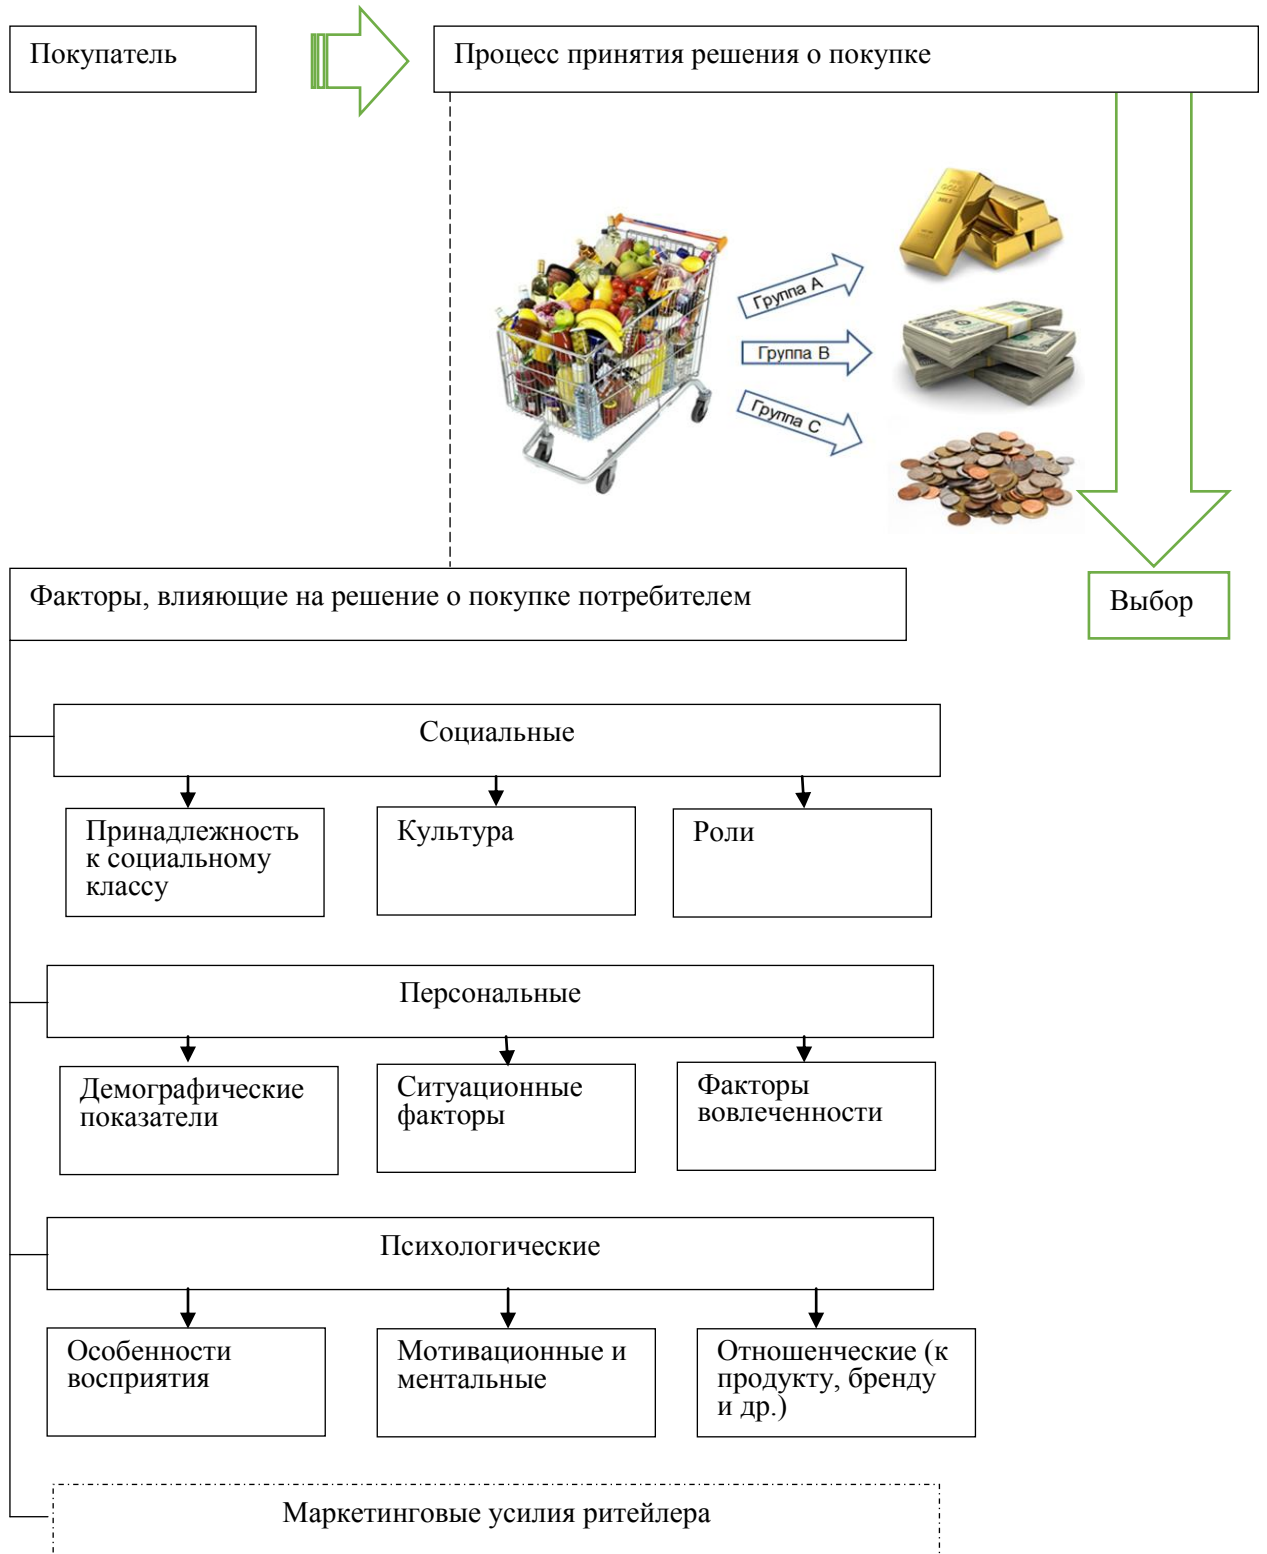 Покупатель
Процесс принятия решения о покупке
GOLD
Группа А
Группа В
Группа С
Факторы, влияющие на решение о покупке потребителем
Выбор
Социальные
Принадлежность
к социальному
классу
Культура
Роли
Персональные
Демографические
показатели
Ситуационные
факторы
Факторы
вовлеченности
Психологические
Особенности
восприятия
Мотивационные и
ментальные
Отношенческие (к
продукту, бренду
и др.)
Маркетинговые усилия ритейлера